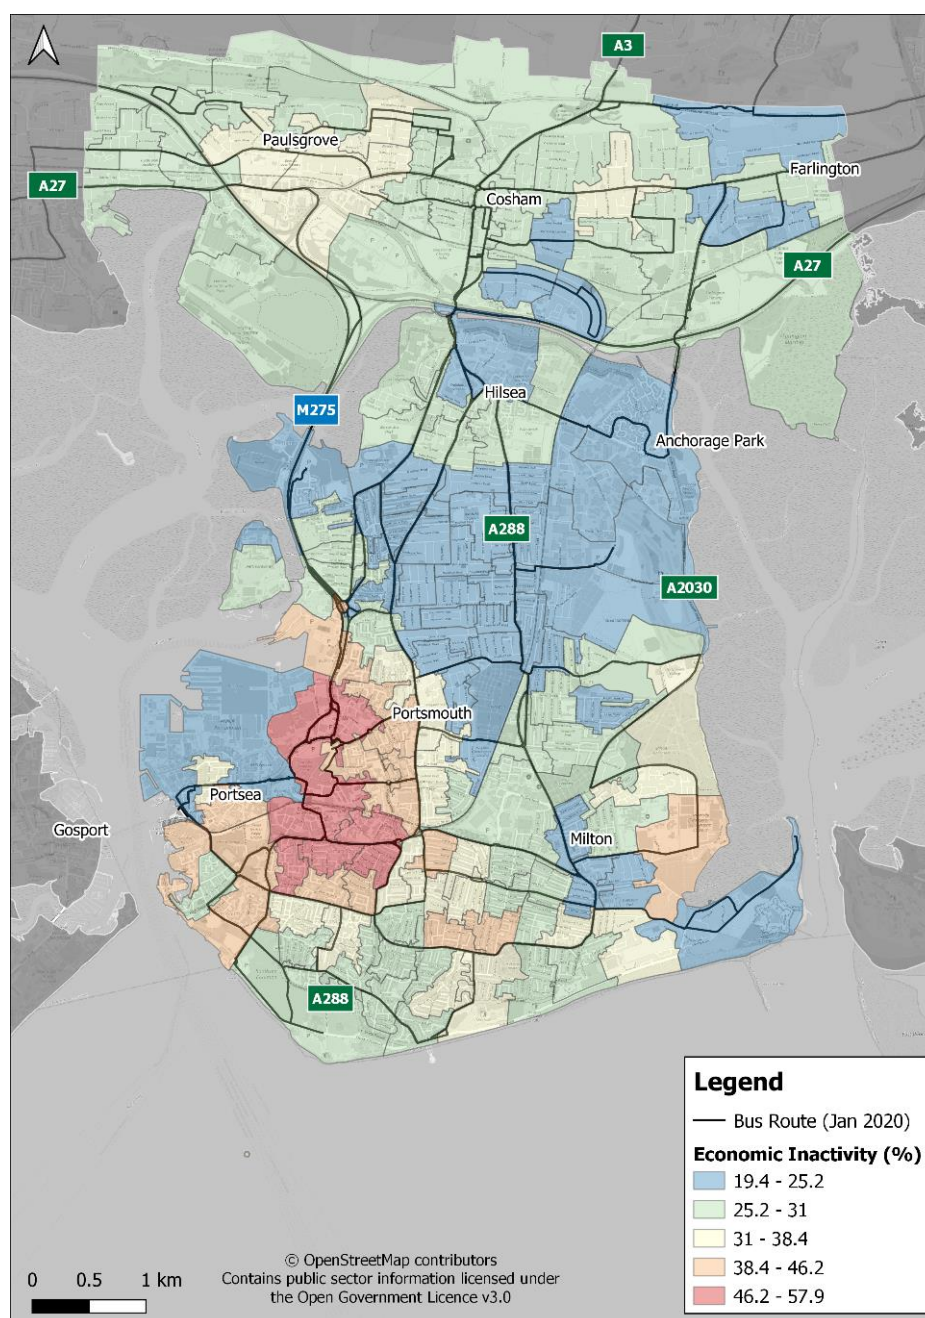 A3
Paulsgrove
Farlington
A27
Cosham
A27
Hilsea
M275
Anchorage Park
A288
A2030
Portsmouth
Portsea
Gosport
Milton
A288
Legend
Bus Route (Jan 2020)
Economic Inactivity (%)
19.4 - 25.2
25.2 - 31
31 - 38.4
38.4 - 46.2
46.2 - 57.9
© OpenStreetMap contributors
Contains public sector information licensed under
the Open Government Licence v3.0
0 0.5 1 km